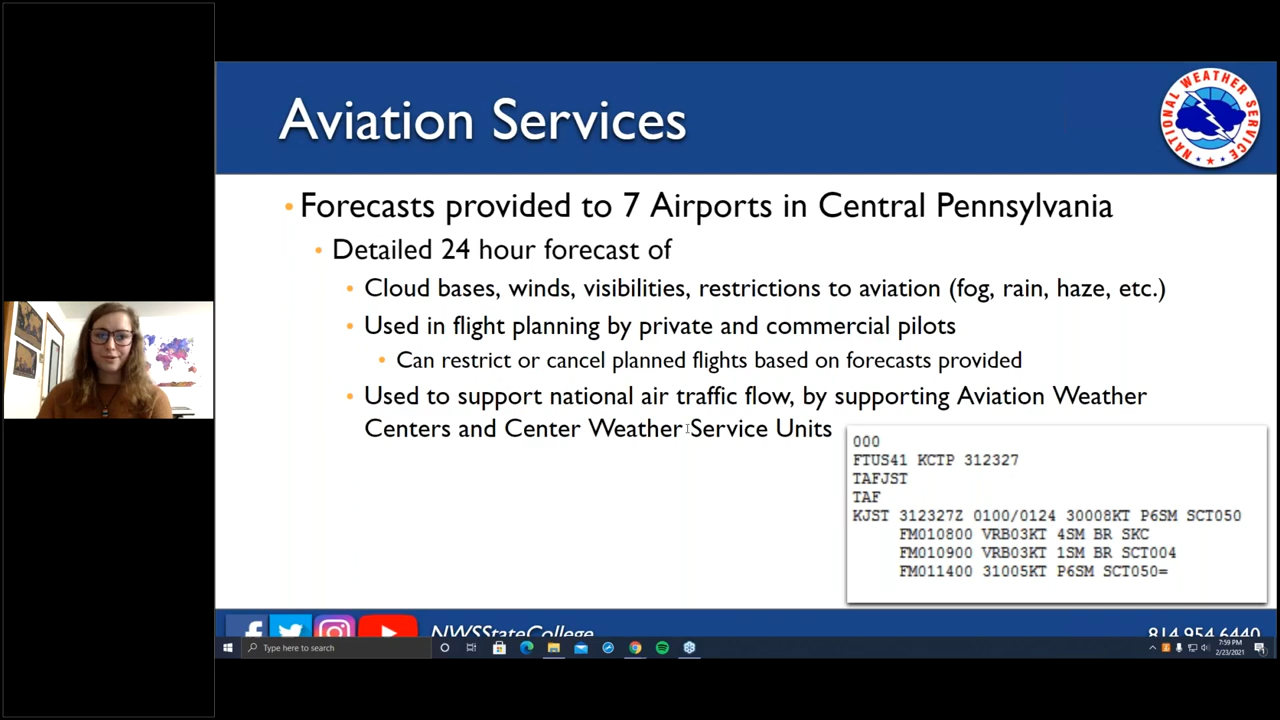 Aviation Services
NATIONAL WEATHER SERVICE
Forecasts provided to 7 Airports in Central Pennsylvania
Detailed 24 hour forecast of
Cloud bases, winds, visibilities, restrictions to aviation (fog, rain, haze, etc.)
Used in flight planning by private and commercial pilots
Can restrict or cancel planned flights based on forecasts provided
Used to support national air traffic flow, by supporting Aviation Weather
Centers and Center Weather Service Units
000
FTUS41 KCTP 312327
TAFJST
TAF
KJST 312327Z 0100/0124 30008KT P6SM SCT050
FM010800 VRB03KT 4SM BR SKC
FM010900 VRB03KT 1SM BR SCT004
FM011400 31005KT P6SM SCT050=
NWSStateCollege
814.954.6440
Type here to search
7:59 PM
2/23/2021